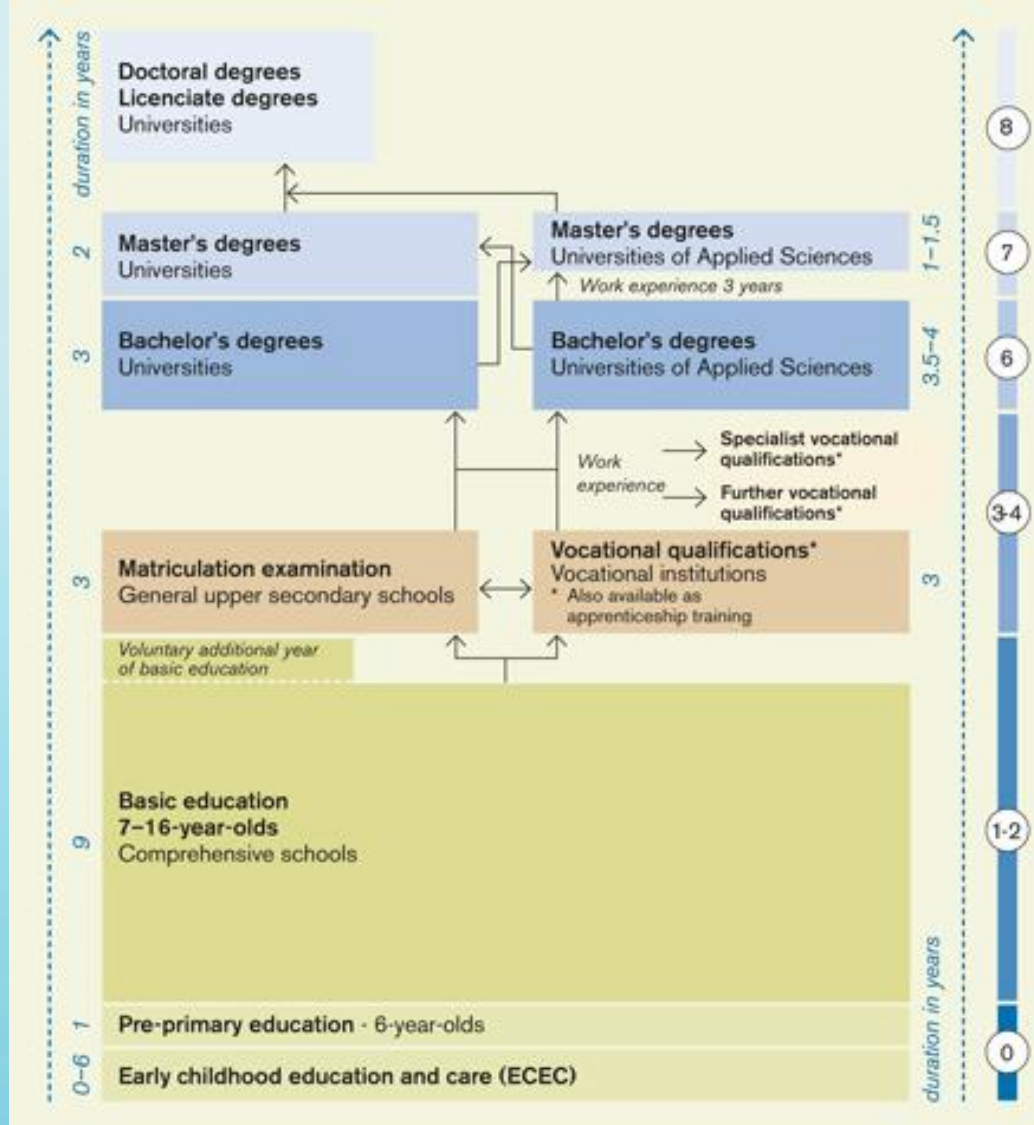 duration in years
Doctoral degrees
Licenciate degrees
Universities
8
2
Master's degrees
Universities
Master's degrees
Universities of Applied Sciences
1–1.5
7
Work experience 3 years
3
Bachelor's degrees
Universities
Bachelor's degrees
Universities of Applied Sciences
3.5–4
6
Work
experience
Specialist vocational
qualifications*
Further vocational
qualifications*
3-4
3
Matriculation examination
General upper secondary schools
Vocational qualifications*
Vocational institutions
* Also available as
apprenticeship training
3
Voluntary additional year
of basic education
9
Basic education
7–16-year-olds
Comprehensive schools
1-2
1
Pre-primary education - 6-year-olds
0–6
Early childhood education and care (ECEC)
duration in years
0